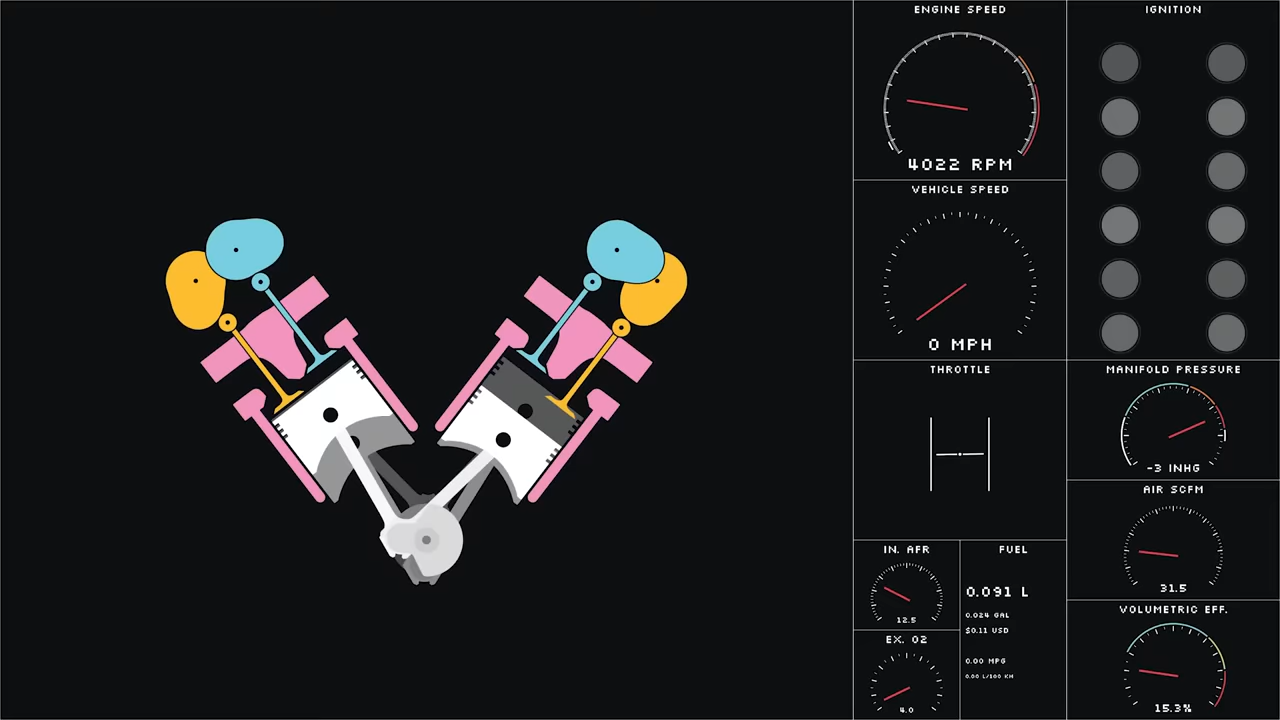 ENGINE SPEED
4022 RPM
VEHICLE SPEED
0 MPH
THROTTLE
IN. AFR
12.5
EX. O2
4.0
FUEL
0.091 L
0.024 GAL
$0.11 USD
0.00 MPG
0.00 L/100 KM
IGNITION
MANIFOLD PRESSURE
-3 INHG
AIR SCFM
31.5
VOLUMETRIC EFF.
15.3%